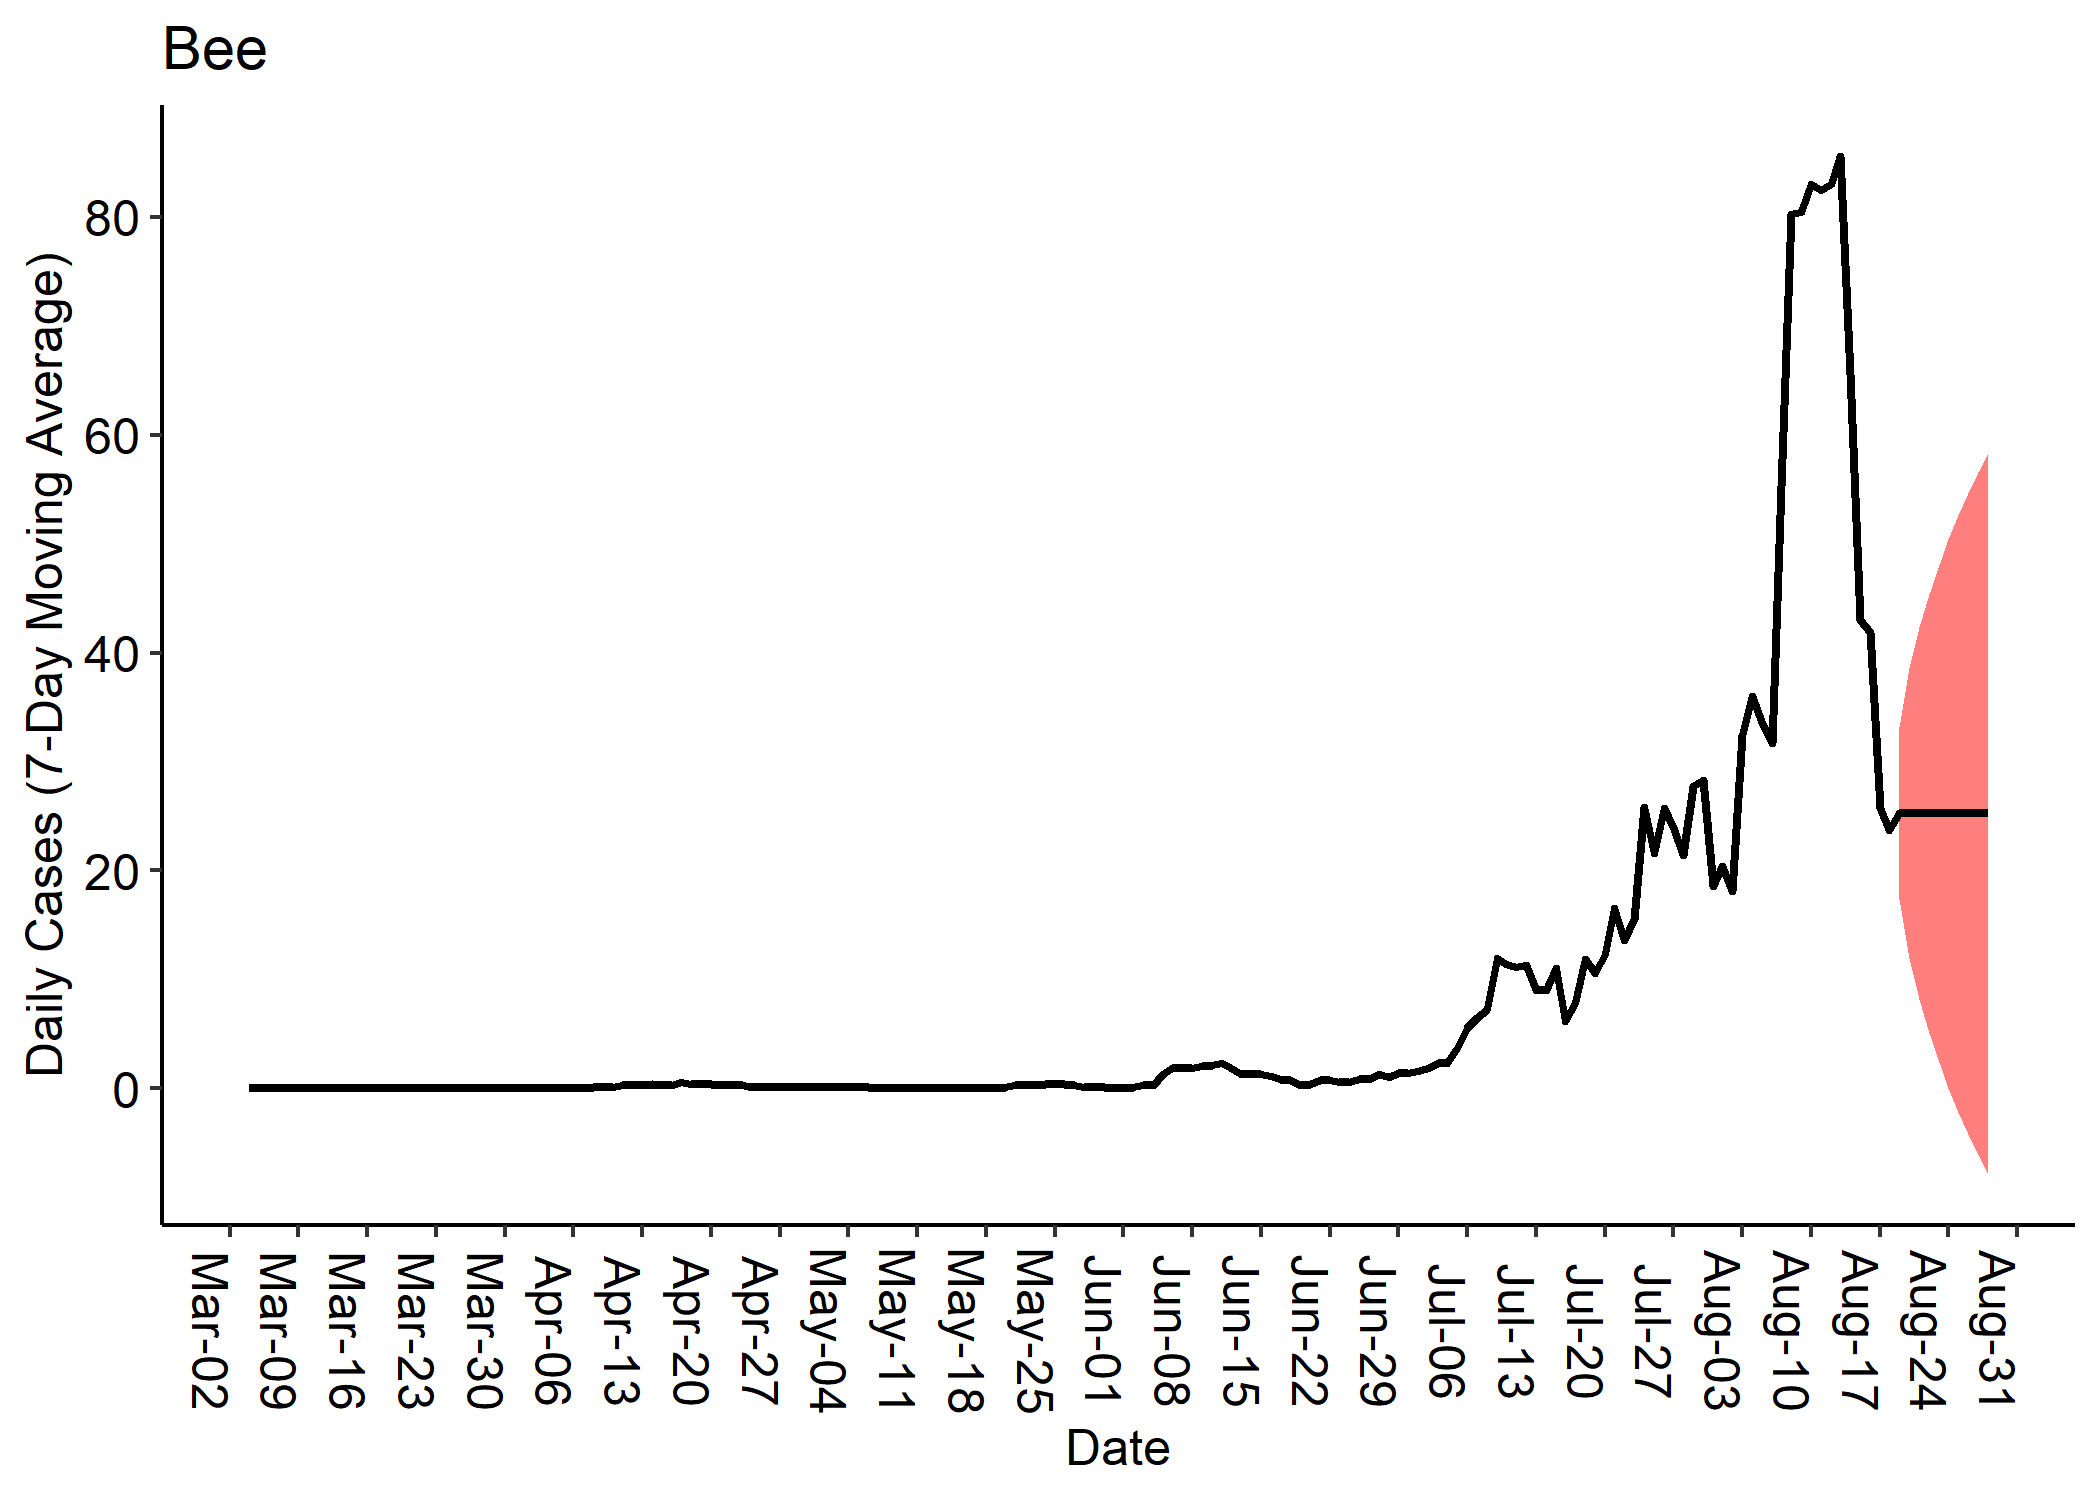 Bee
Daily Cases (7-Day Moving Average)
80
60
40
20
0
Mar-02
Mar-09
Mar-16
Mar-23
Mar-30
Apr-06
Apr-13
Apr-20
Apr-27
May-04
May-11
May-18
May-25
Jun-01
Jun-08
Jun-15
Jun-22
Jun-29
Jul-06
Jul-13
Jul-20
Jul-27
Aug-03
Aug-10
Aug-17
Aug-24
Aug-31
Date